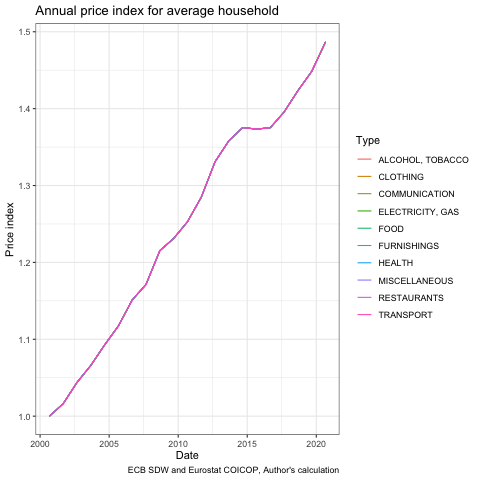 Annual price index for average household
1.5
1.4
1.3
1.2
1.1
1.0
Price index
2000
2005
2010
2015
2020
Date
Type
ALCOHOL, TOBACCO
CLOTHING
COMMUNICATION
ELECTRICITY, GAS
FOOD
FURNISHINGS
HEALTH
MISCELLANEOUS
RESTAURANTS
TRANSPORT
ECB SDW and Eurostat COICOP, Author's calculation